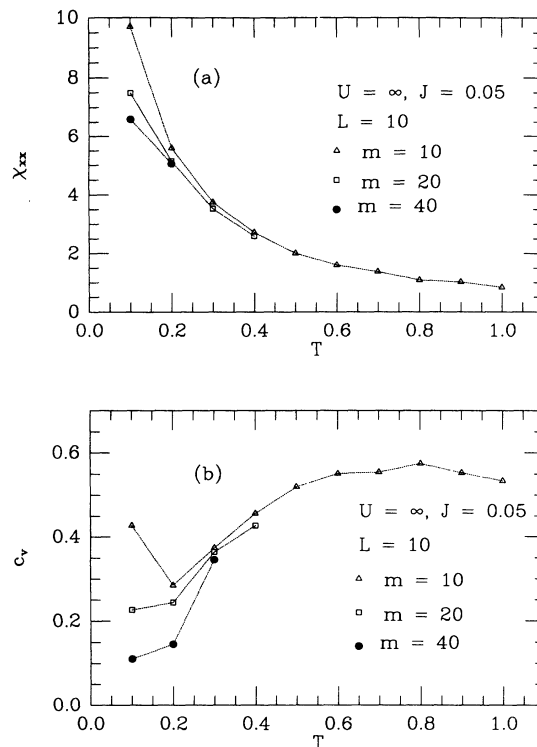 10
(a)
U = ∞, J = 0.05
8
L = 10
△ m = 10
6
□ m = 20
χxx
● m = 40
4
2
0
0.0 0.2 0.4 0.6 0.8 1.0
T
0.6
(b)
U = ∞, J = 0.05
L = 10
0.4
△ m = 10
cv
□ m = 20
0.2
● m = 40
0.0
0.0 0.2 0.4 0.6 0.8 1.0
T